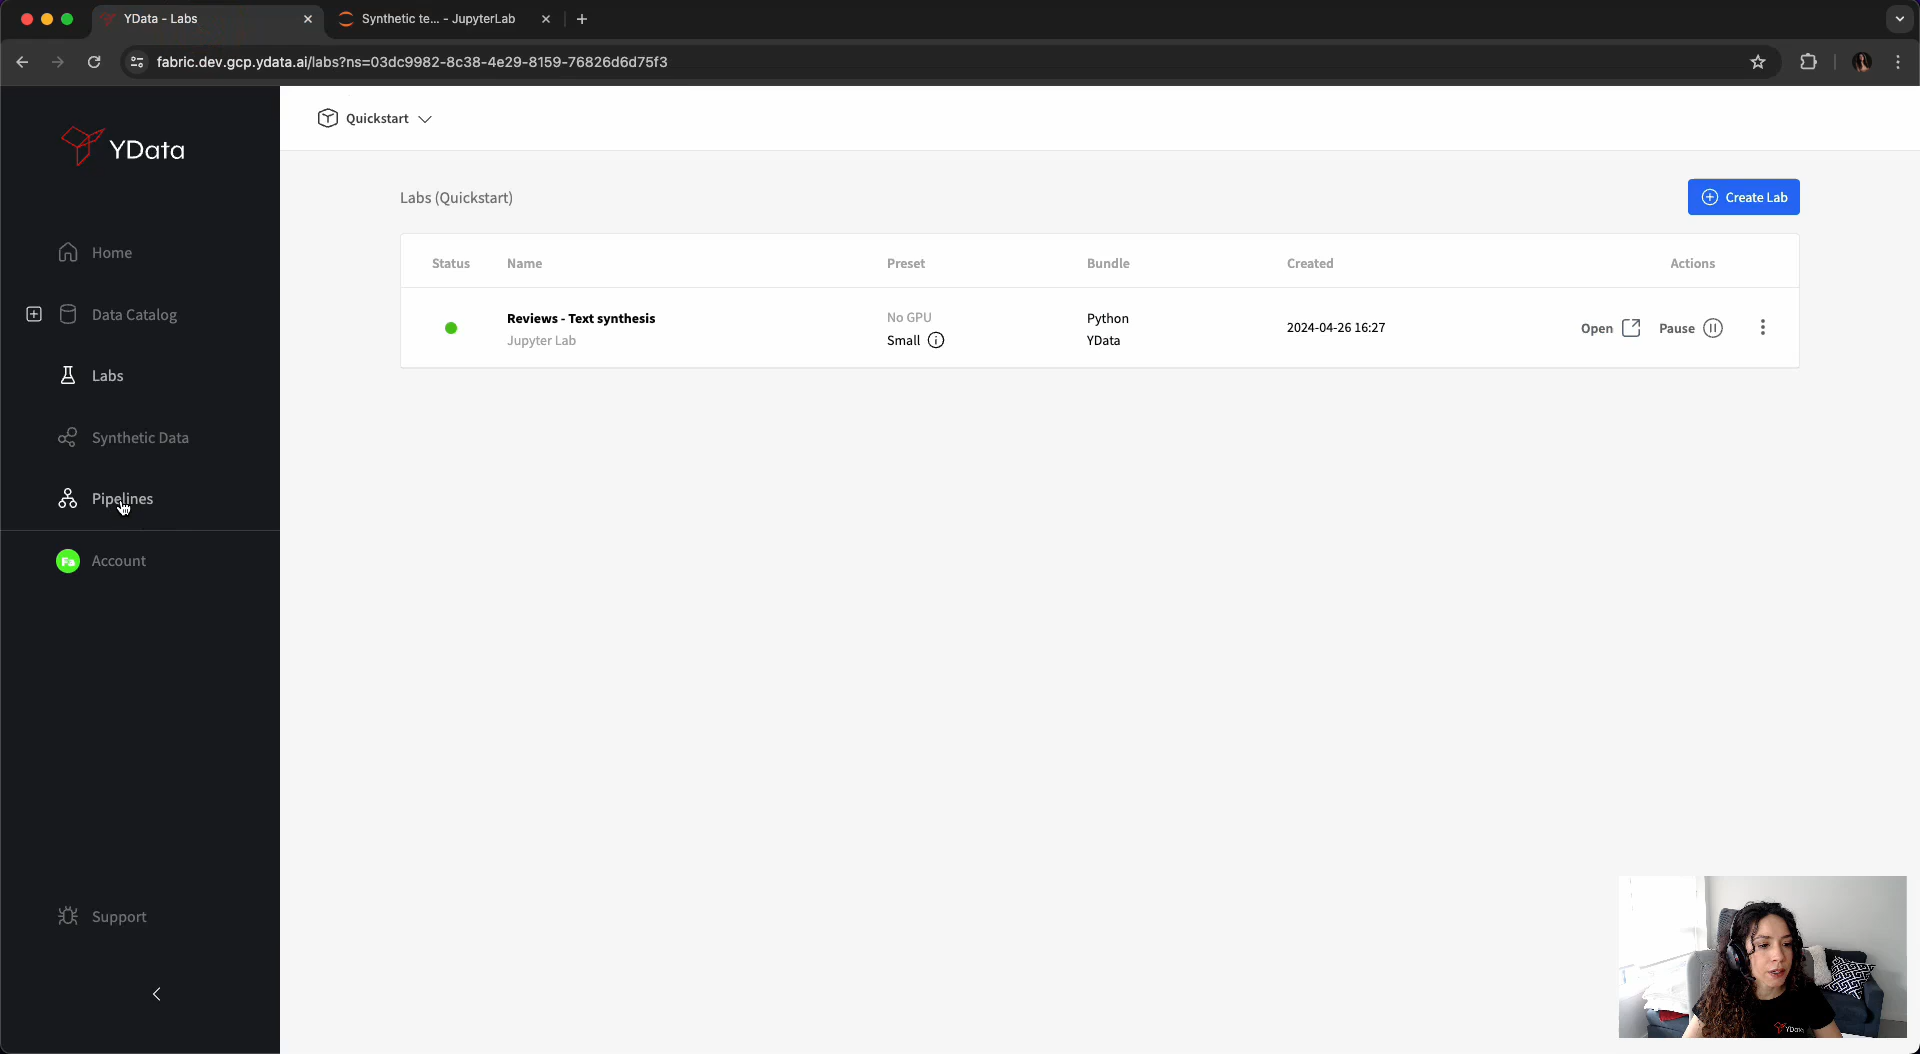 YData - Labs
Synthetic te... - JupyterLab
fabric.dev.gcp.ydata.ai/labs?ns=03dc9982-8c38-4e29-8159-76826d6d75f3
YData
Quickstart
Home
Data Catalog
Labs
Synthetic Data
Pipelines
Fa Account
Support
Labs (Quickstart)
Create Lab
Status Name Preset Bundle Created Actions
Reviews - Text synthesis
Jupyter Lab
No GPU
Small
Python
YData
2024-04-26 16:27
Open Pause
YData